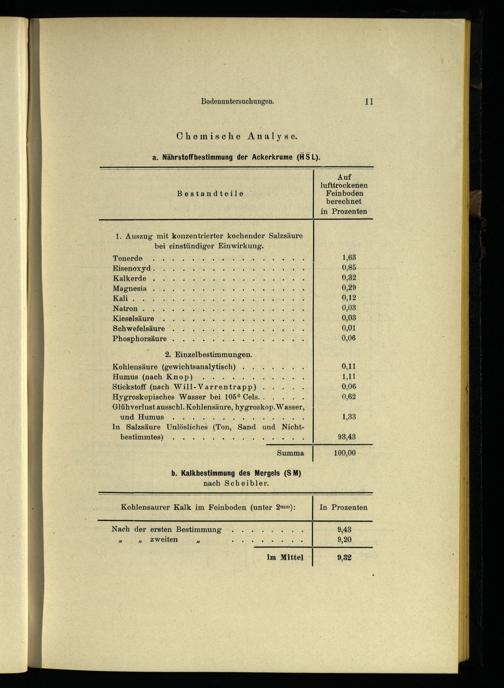 Bodenuntersuchungen. 11
Chemische Analyse.
a. Nährstoffbestimmung der Ackerkrume (HSL).
Bestandteile
Auf
lufttrockenen
Feinboden
berechnet
in Prozenten
1. Auszug mit konzentrierter kochender Salzsäure
bei einstündiger Einwirkung.
Tonerde . . . . . . . . . . . . . . . 1,63
Eisenoxyd . . . . . . . . . . . . . . 0,85
Kalkerde . . . . . . . . . . . . . . 0,32
Magnesia . . . . . . . . . . . . . . 0,29
Kali . . . . . . . . . . . . . . . . 0,12
Natron . . . . . . . . . . . . . . . 0,03
Kieselsäure . . . . . . . . . . . . . 0,03
Schwefelsäure . . . . . . . . . . . . 0,01
Phosphorsäure . . . . . . . . . . . . 0,06
2. Einzelbestimmungen.
Kohlensäure (gewichtsanalytisch) . . . . . . 0,11
Humus (nach Knop) . . . . . . . . . . 1,11
Stickstoff (nach Will-Varrentrapp) . . . . . 0,06
Hygroskopisches Wasser bei 105° Cels. . . . . . 0,62
Glühverlust ausschl. Kohlensäure, hygroskop. Wasser,
und Humus . . . . . . . . . . . . . 1,33
In Salzsäure Unlösliches (Ton, Sand und Nicht-
bestimmtes) . . . . . . . . . . . . . 93,43
Summa 100,00
b. Kalkbestimmung des Mergels (SM)
nach Scheibler.
Kohlensaurer Kalk im Feinboden (unter 2mm): In Prozenten
Nach der ersten Bestimmung . . . . . . . . 9,43
„ „ zweiten „ . . . . . . . . 9,20
im Mittel 9,32